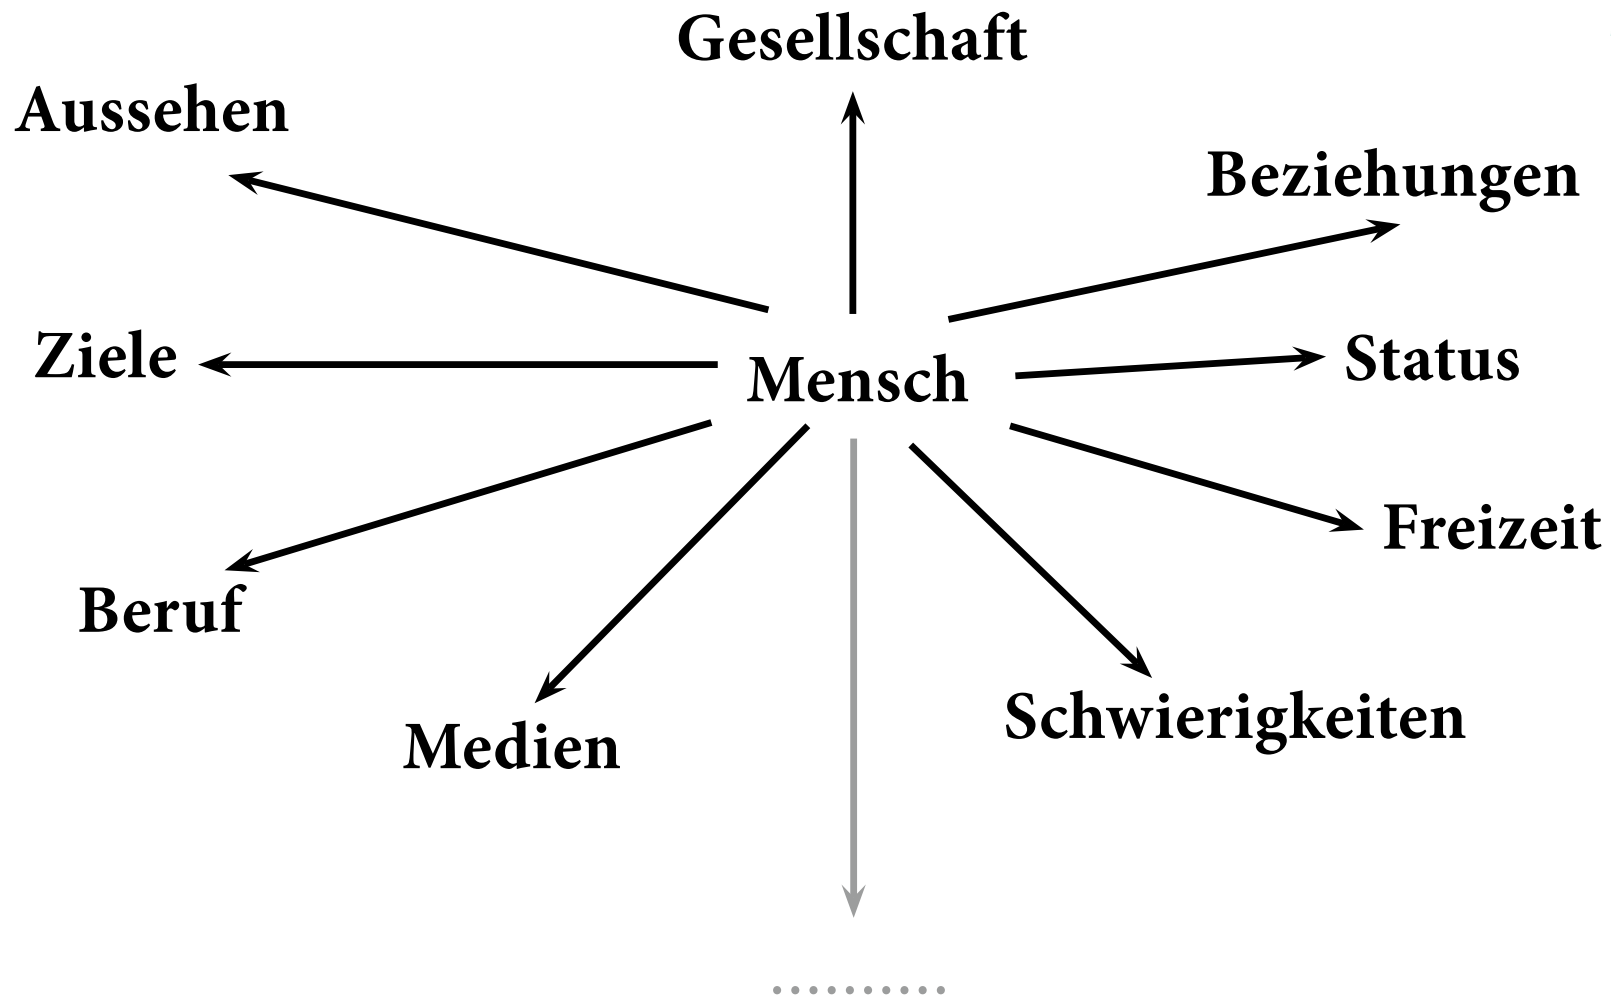 Gesellschaft
Aussehen
Beziehungen
Ziele
Mensch
Status
Freizeit
Beruf
Schwierigkeiten
Medien
..........